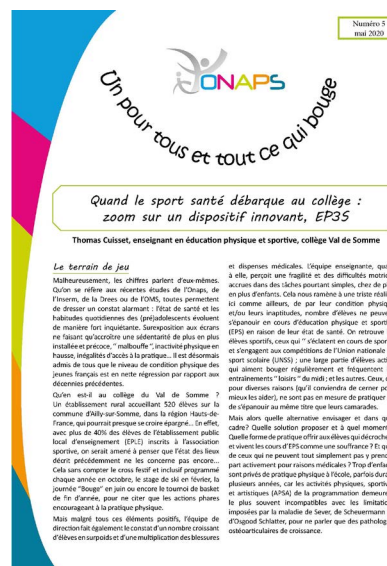 Numéro 5
mai 2020
ONAPS
Un pour tous et tout ce qui bouge
Quand le sport santé débarque au collège :
zoom sur un dispositif innovant, EP3S
Thomas Cuisset, enseignant en éducation physique et sportive, collège Val de Somme
Le terrain de jeu
Malheureusement, les chiffres parlent d'eux-mêmes.
Qu'on se réfère aux récentes études de l'Onaps, de
l'Inserm, de la Drees ou de l'OMS, toutes permettent
de dresser un constat alarmant : l'état de santé et les
habitudes quotidiennes des (pré)adolescents évoluent
de manière fort inquiétante. Surexposition aux écrans
ne faisant qu'accroitre une sédentarité de plus en plus
installée et précoce, " malbouffe ", inactivité physique en
hausse, inégalités d'accès à la pratique... Il est désormais
admis de tous que le niveau de condition physique des
jeunes français est en nette régression par rapport aux
décennies précédentes.
Qu'en est-il au collège du Val de Somme ?
Un établissement rural accueillant 520 élèves sur la
commune d'Ailly-sur-Somme, dans la région Hauts-de-
France, qui pourrait presque se croire épargné... En effet,
avec plus de 40% des élèves de l'établissement public
local d'enseignement (EPLE) inscrits à l'association
sportive, on serait amené à penser que l'état des lieux
décrit précédemment ne les concerne pas encore...
Cela sans compter le cross festif et inclusif programmé
chaque année en octobre, le stage de ski en février, la
journée "Bouge" en juin ou encore le tournoi de basket
de fin d'année, pour ne citer que les actions phares
encourageant à la pratique physique.
Mais malgré tous ces éléments positifs, l'équipe de
direction fait également le constat d'un nombre croissant
d'élèves en surpoids et d'une multiplication des blessures
et dispenses médicales. L'équipe enseignante, qua
à elle, perçoit une fragilité et des difficultés motric
accrues dans des tâches pourtant simples, chez de pl
en plus d'enfants. Cela nous ramène à une triste réali
ici comme ailleurs, de par leur condition physiq
et/ou leurs inaptitudes, nombre d'élèves ne peuve
s'épanouir en cours d'éducation physique et sporti
(EPS) en raison de leur état de santé. On retrouve l
élèves sportifs, ceux qui " s'éclatent en cours de sport
et s'engagent aux compétitions de l'Union nationale d
sport scolaire (UNSS) ; une large partie d'élèves acti
qui aiment bouger régulièrement et fréquentent l
entraînements " loisirs " du midi ; et les autres. Ceux, q
pour diverses raisons (qu'il conviendra de cerner po
mieux les aider), ne sont pas en mesure de pratiquer
de s'épanouir au même titre que leurs camarades.
Mais alors quelle alternative envisager et dans qu
cadre? Quelle solution proposer et à quel moment
Quelle forme de pratique offrir aux élèves qui décroche
et vivent les cours d'EPS comme une souffrance ? Et q
de ceux qui ne peuvent tout simplement pas y prend
part activement pour raisons médicales ? Trop d'enfan
sont privés de pratique physique à l'école, parfois dura
plusieurs années, car les activités physiques, sportiv
et artistiques (APSA) de la programmation demeure
le plus souvent incompatibles avec les limitatio
imposées par la maladie de Sever, de Scheuermann
d'Osgood Schlatter, pour ne parler que des patholog
ostéoarticulaires de croissance.